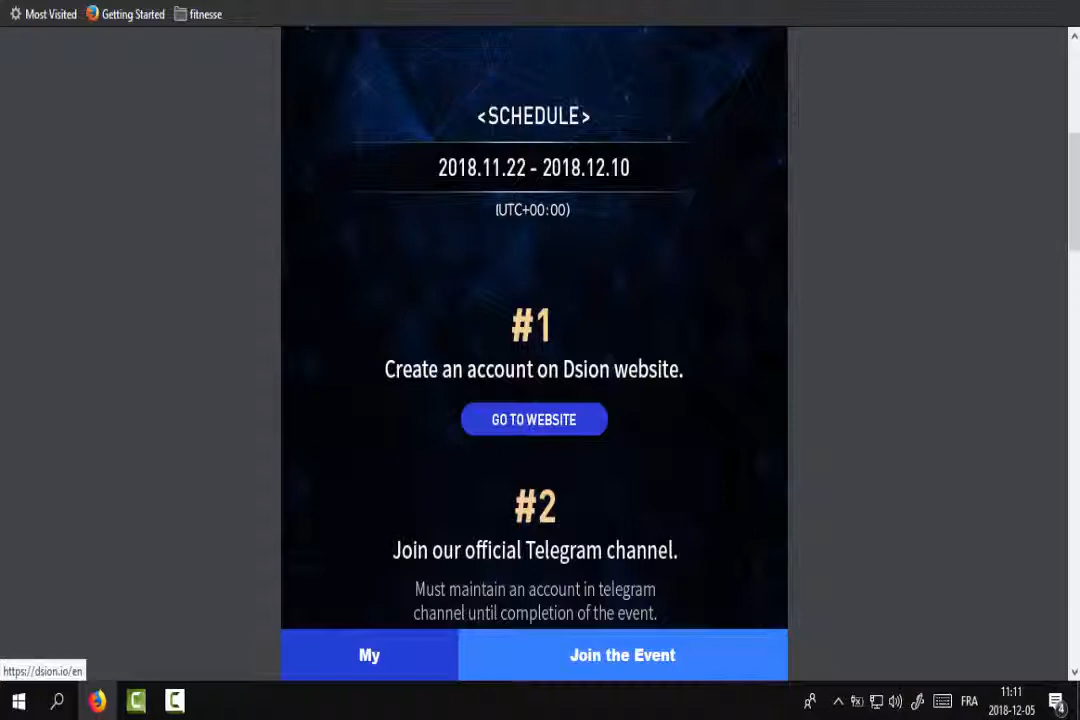 Most Visited Getting Started fitnesse
<SCHEDULE>
2018.11.22 - 2018.12.10
(UTC+00:00)
#1
Create an account on Dsion website.
GO TO WEBSITE
#2
Join our official Telegram channel.
Must maintain an account in telegram
channel until completion of the event.
My Join the Event
https://dsion.io/en
FRA
11:11
2018-12-05
4